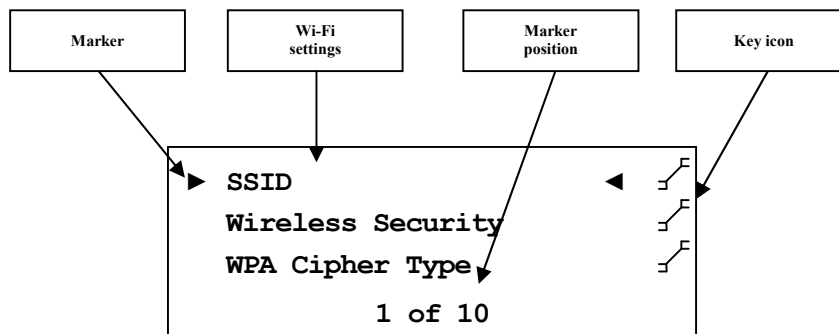 Marker
Wi-Fi
settings
Marker
position
Key icon
SSID
Wireless Security
WPA Cipher Type
1 of 10